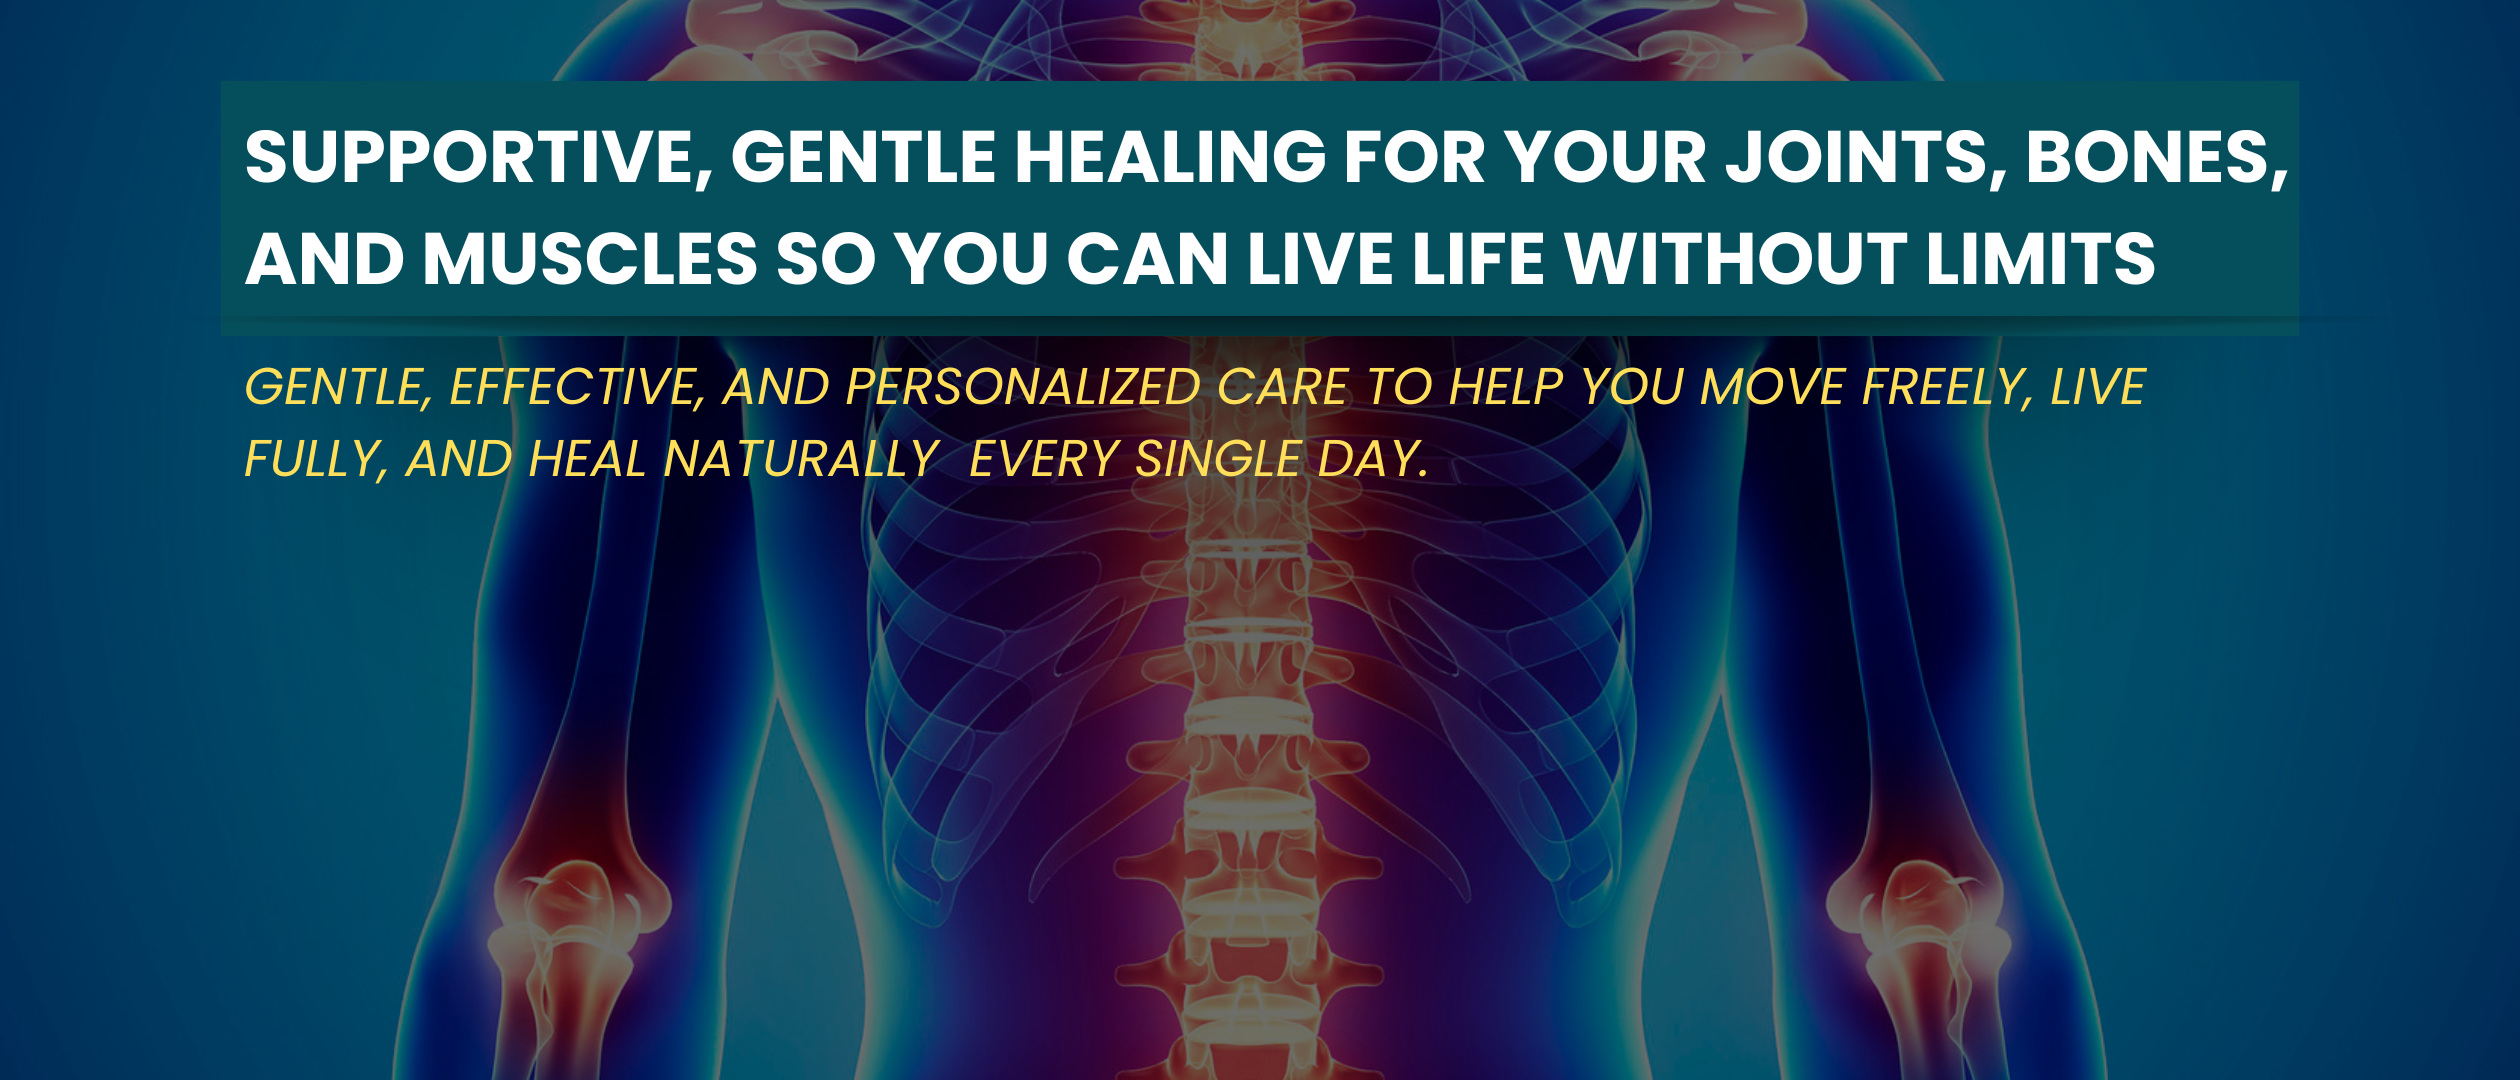 SUPPORTIVE, GENTLE HEALING FOR YOUR JOINTS, BONES,
AND MUSCLES SO YOU CAN LIVE LIFE WITHOUT LIMITS
GENTLE, EFFECTIVE, AND PERSONALIZED CARE TO HELP YOU MOVE FREELY, LIVE
FULLY, AND HEAL NATURALLY  EVERY SINGLE DAY.